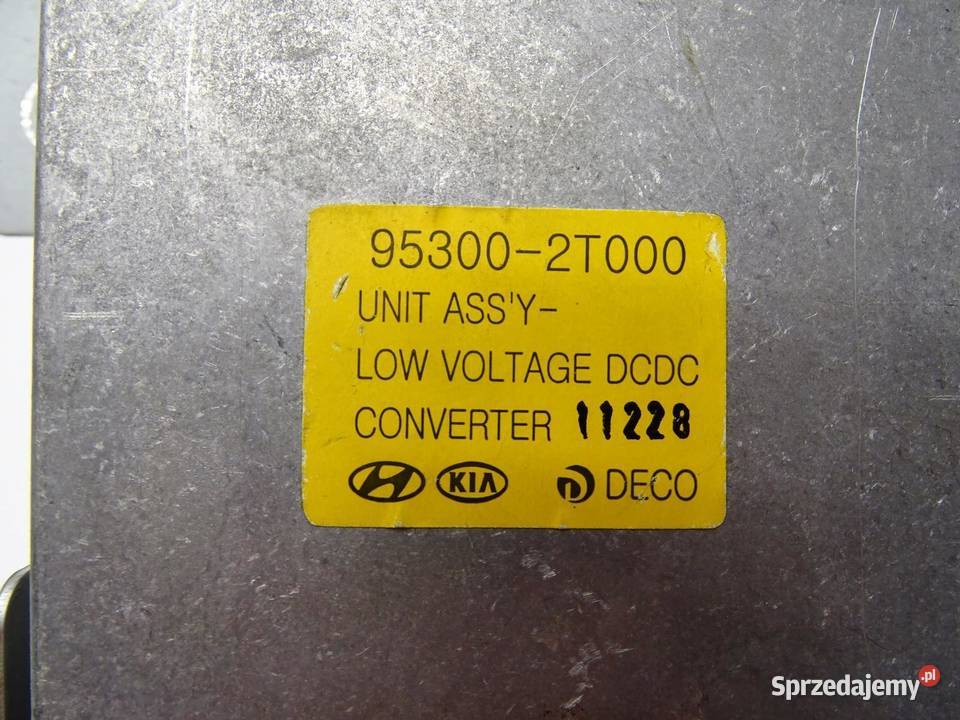 95300-2T000
UNIT ASS'Y-
LOW VOLTAGE DCDC
CONVERTER 11228
KIA DECO
Sprzedajemy.pl